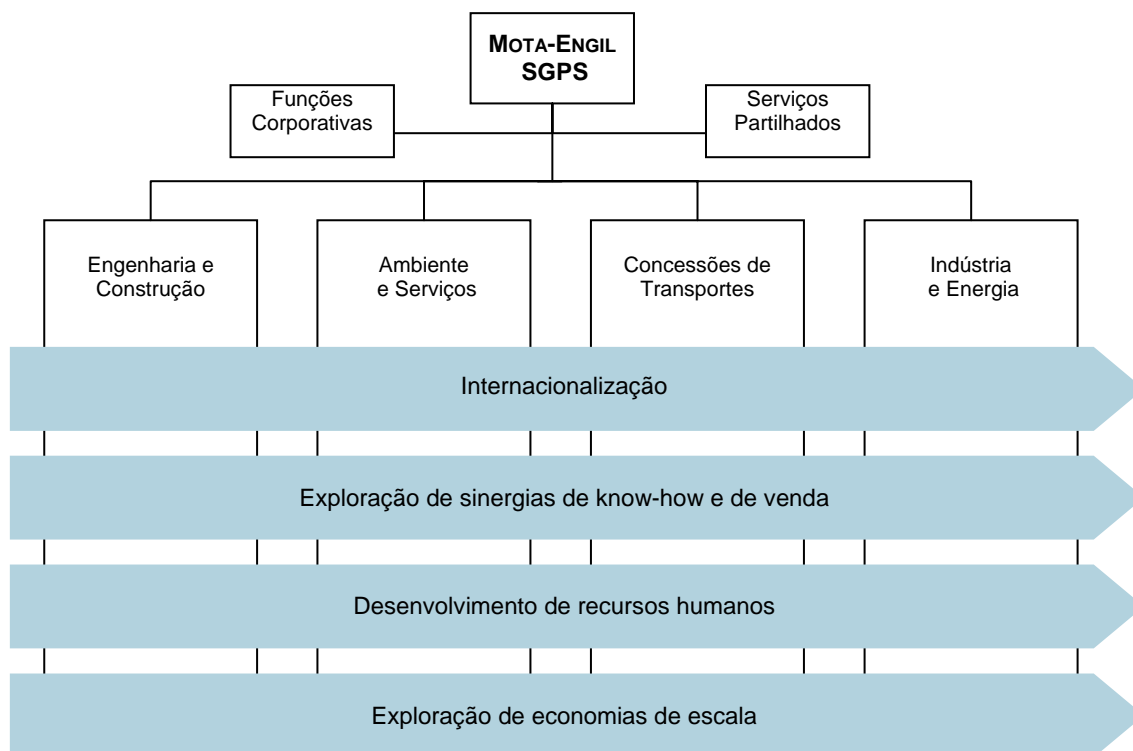 MOTA-ENGIL
SGPS
Funções
Corporativas
Serviços
Partilhados
Engenharia e
Construção
Ambiente
e Serviços
Concessões de
Transportes
Indústria
e Energia
Internacionalização
Exploração de sinergias de know-how e de venda
Desenvolvimento de recursos humanos
Exploração de economias de escala